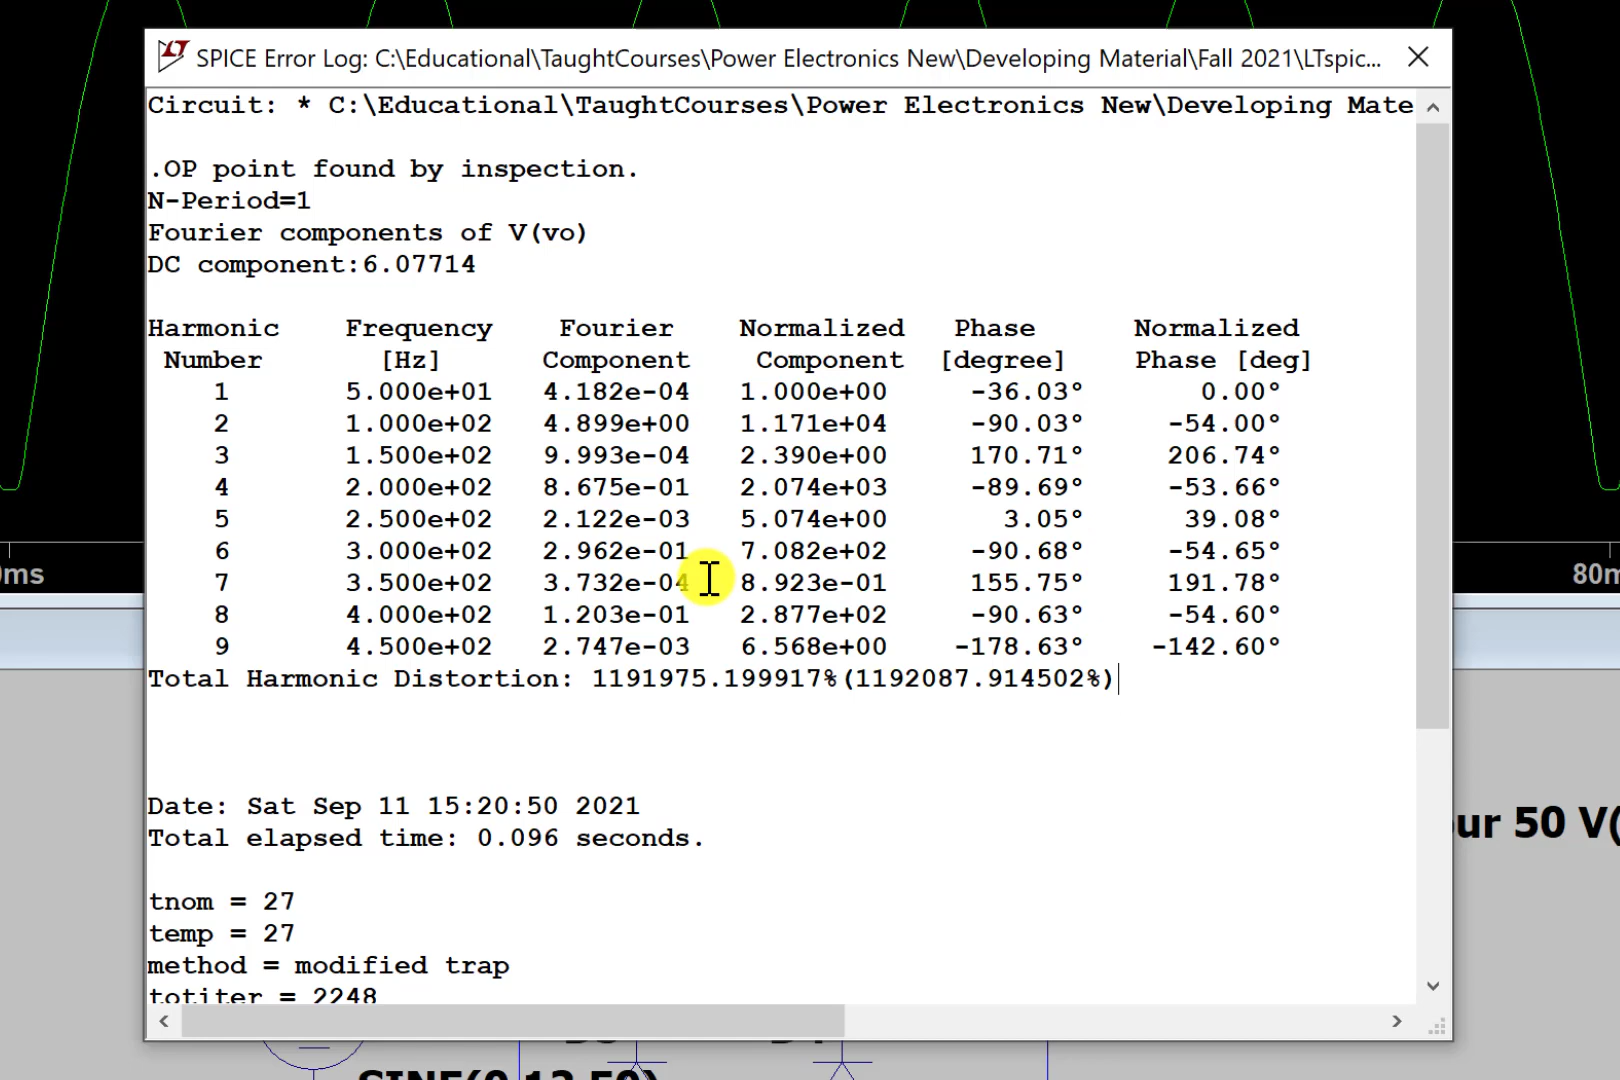 SPICE Error Log: C:\Educational\TaughtCourses\Power Electronics New\Developing Material\Fall 2021\LTspic...
Circuit: * C:\Educational\TaughtCourses\Power Electronics New\Developing Mate
.OP point found by inspection.
N-Period=1
Fourier components of V(vo)
DC component:6.07714
Harmonic Frequency Fourier Normalized Phase Normalized
Number [Hz] Component Component [degree] Phase [deg]
1 5.000e+01 4.182e-04 1.000e+00 -36.03° 0.00°
2 1.000e+02 4.899e+00 1.171e+04 -90.03° -54.00°
3 1.500e+02 9.993e-04 2.390e+00 170.71° 206.74°
4 2.000e+02 8.675e-01 2.074e+03 -89.69° -53.66°
5 2.500e+02 2.122e-03 5.074e+00 3.05° 39.08°
6 3.000e+02 2.962e-01 7.082e+02 -90.68° -54.65°
7 3.500e+02 3.732e-04 8.923e-01 155.75° 191.78°
8 4.000e+02 1.203e-01 2.877e+02 -90.63° -54.60°
9 4.500e+02 2.747e-03 6.568e+00 -178.63° -142.60°
Total Harmonic Distortion: 1191975.199917%(1192087.914502%)
Date: Sat Sep 11 15:20:50 2021
Total elapsed time: 0.096 seconds.
tnom = 27
temp = 27
method = modified trap
totiter = 2248
0ms
80m
our 50 V(
SINE(0 12 50)